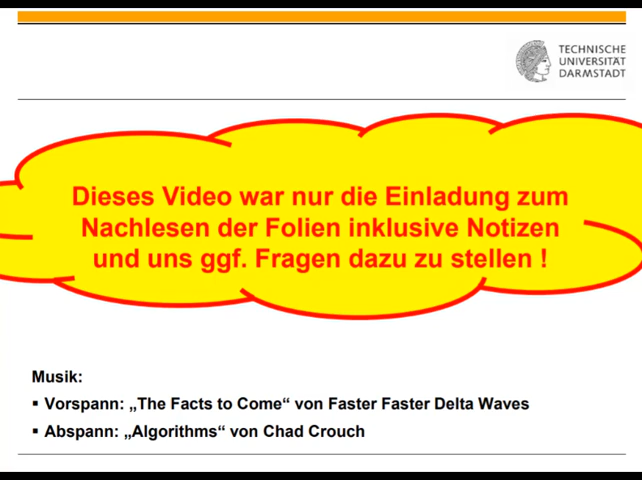 TECHNISCHE
UNIVERSITÄT
DARMSTADT
Dieses Video war nur die Einladung zum
Nachlesen der Folien inklusive Notizen
und uns ggf. Fragen dazu zu stellen !
Musik:
▪ Vorspann: „The Facts to Come“ von Faster Faster Delta Waves
▪ Abspann: „Algorithms“ von Chad Crouch